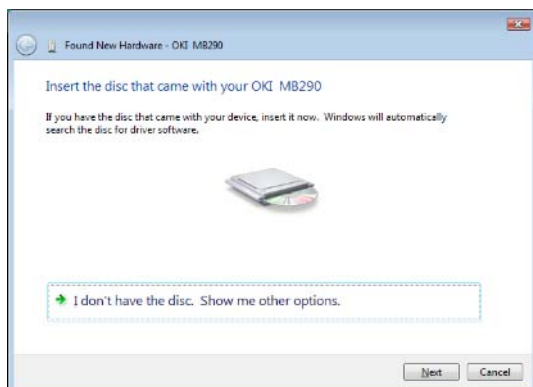 Found New Hardware - OKI MB290
Insert the disc that came with your OKI MB290
If you have the disc that came with your device, insert it now. Windows will automatically
search the disc for driver software.
I don't have the disc. Show me other options.
Next Cancel